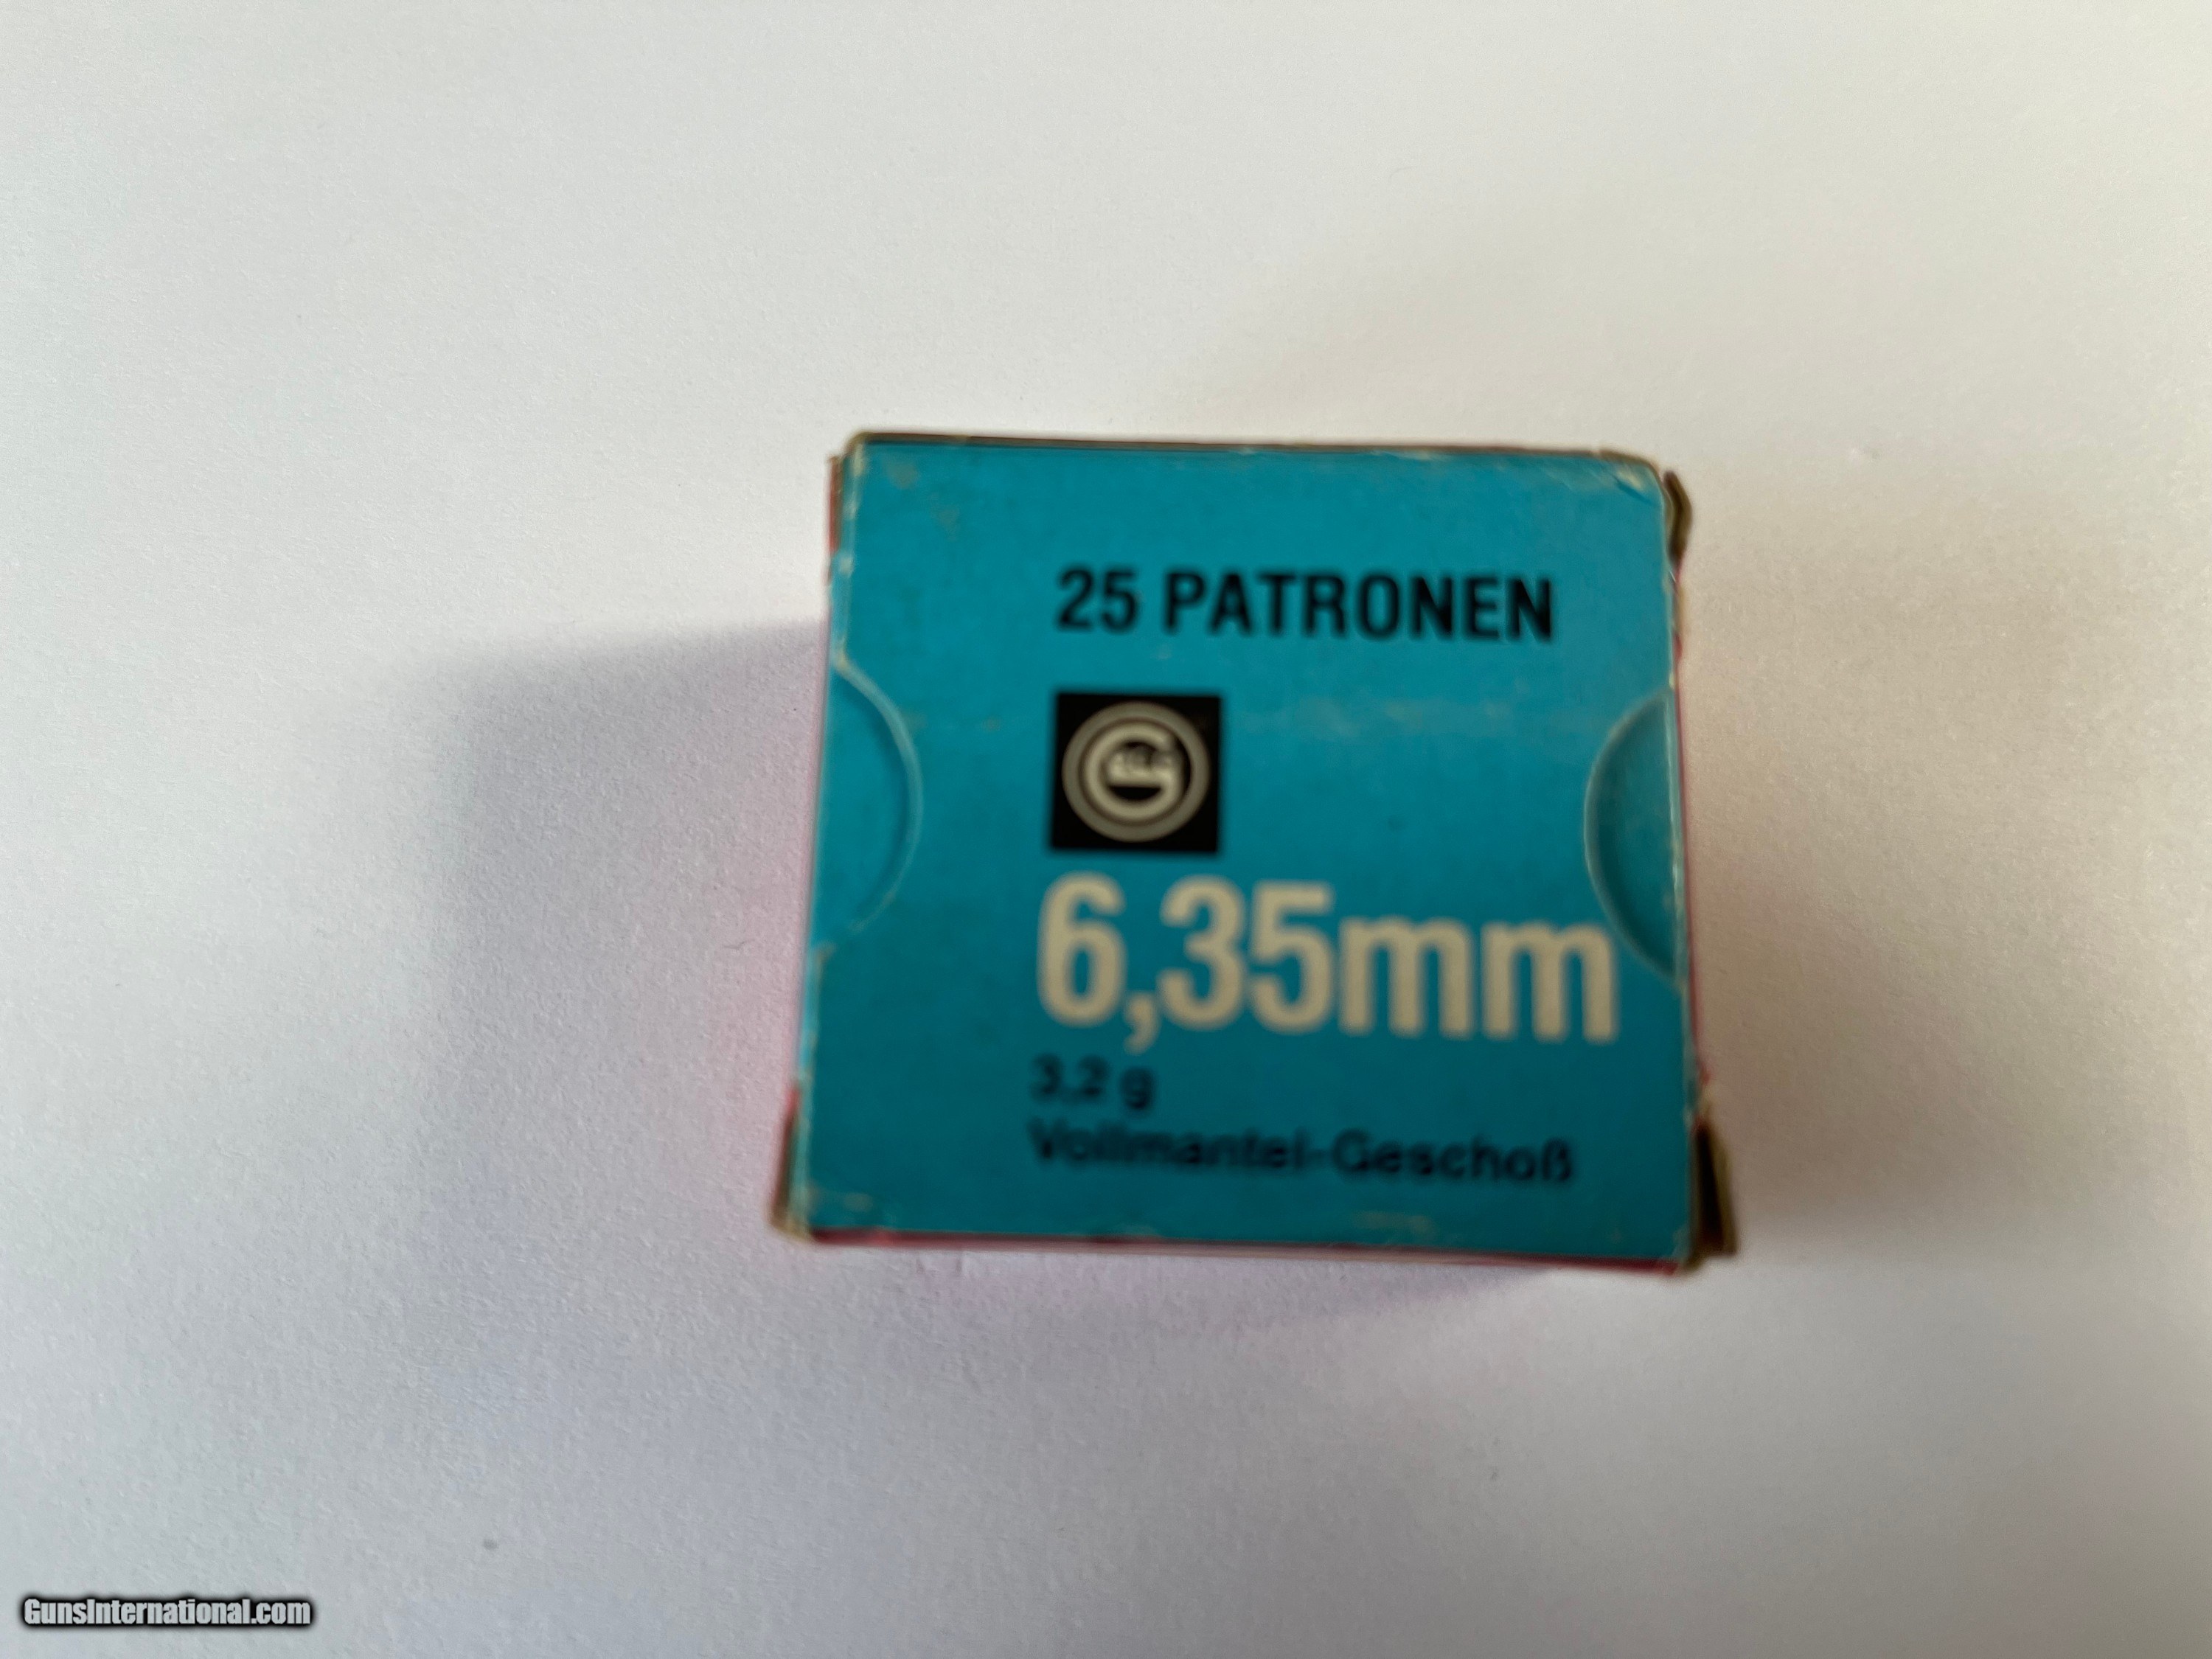 25 PATRONEN
6,35mm
3,2 g
Vollmantel-Geschoß
GunsInternational.com